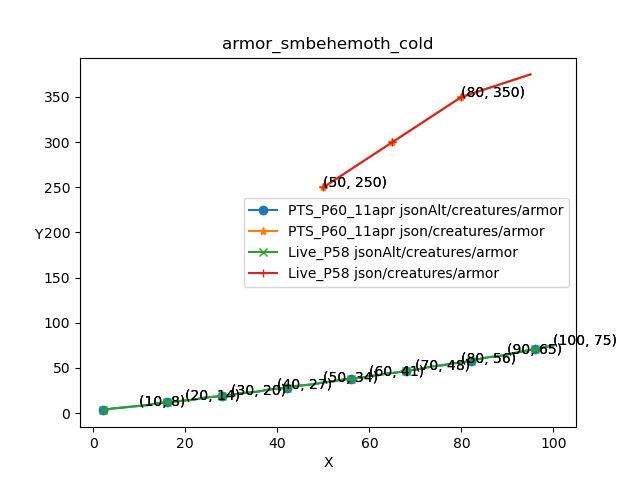 armor_smbehemoth_cold
350
300
250
200
150
100
50
0
Y
(80, 350)
(50, 250)
PTS_P60_11apr jsonAlt/creatures/armor
PTS_P60_11apr json/creatures/armor
Live_P58 jsonAlt/creatures/armor
Live_P58 json/creatures/armor
(10, 8)
(20, 14)
(30, 20)
(40, 27)
(50, 34)
(60, 41)
(70, 48)
(80, 56)
(90, 65)
(100, 75)
0 20 40 60 80 100
X